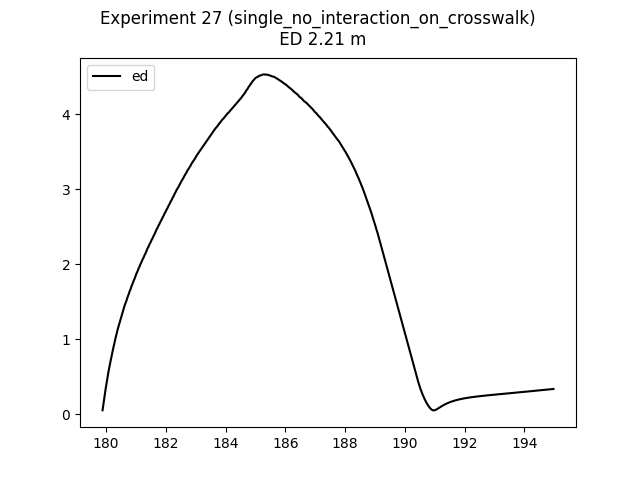 Experiment 27 (single_no_interaction_on_crosswalk)
ED 2.21 m
ed
4
3
2
1
0
180 182 184 186 188 190 192 194